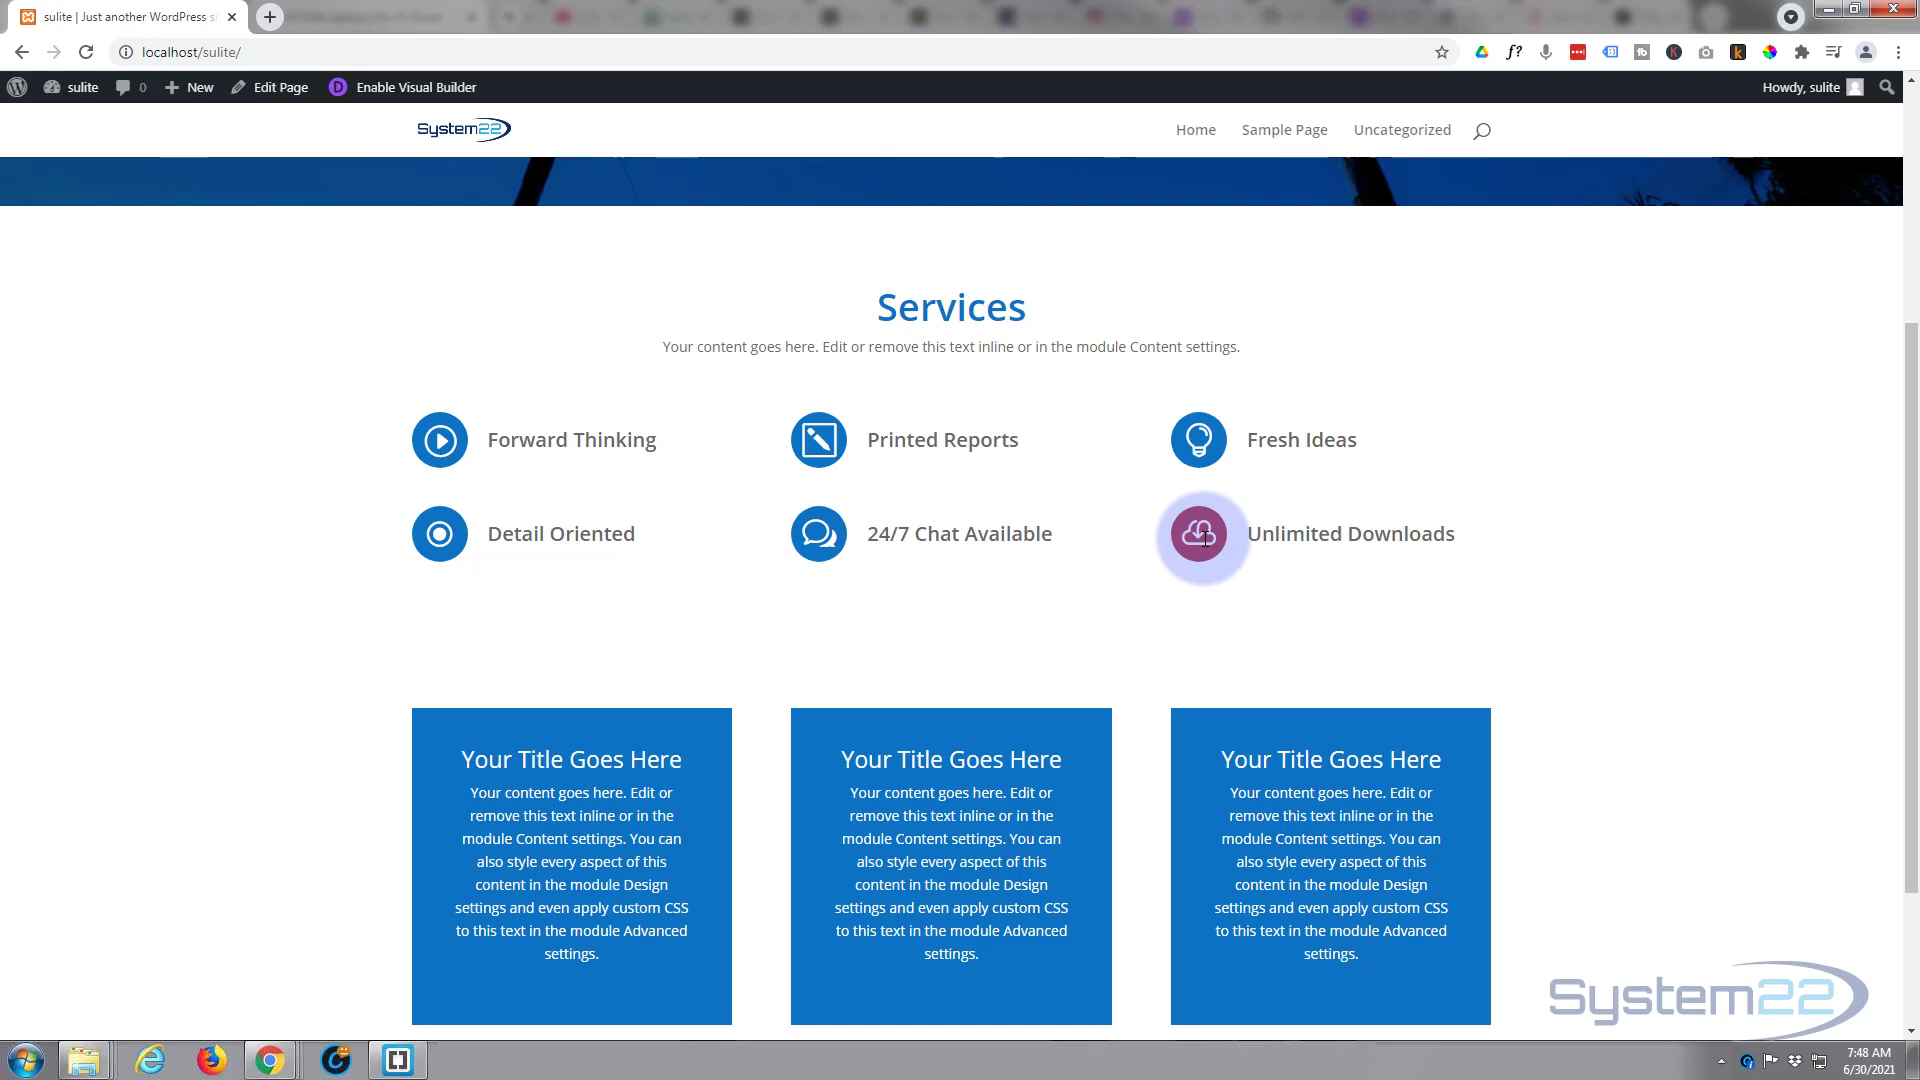 sulite | Just another WordPress s
localhost/sulite/
sulite
0
New
Edit Page
Enable Visual Builder
Howdy, sulite
System22
Home
Sample Page
Uncategorized
Services
Your content goes here. Edit or remove this text inline or in the module Content settings.
Forward Thinking
Printed Reports
Fresh Ideas
Detail Oriented
24/7 Chat Available
Unlimited Downloads
Your Title Goes Here
Your content goes here. Edit or
remove this text inline or in the
module Content settings. You can
also style every aspect of this
content in the module Design
settings and even apply custom CSS
to this text in the module Advanced
settings.
Your Title Goes Here
Your content goes here. Edit or
remove this text inline or in the
module Content settings. You can
also style every aspect of this
content in the module Design
settings and even apply custom CSS
to this text in the module Advanced
settings.
Your Title Goes Here
Your content goes here. Edit or
remove this text inline or in the
module Content settings. You can
also style every aspect of this
content in the module Design
settings and even apply custom CSS
to this text in the module Advanced
settings.
System22
7:48 AM
6/30/2021